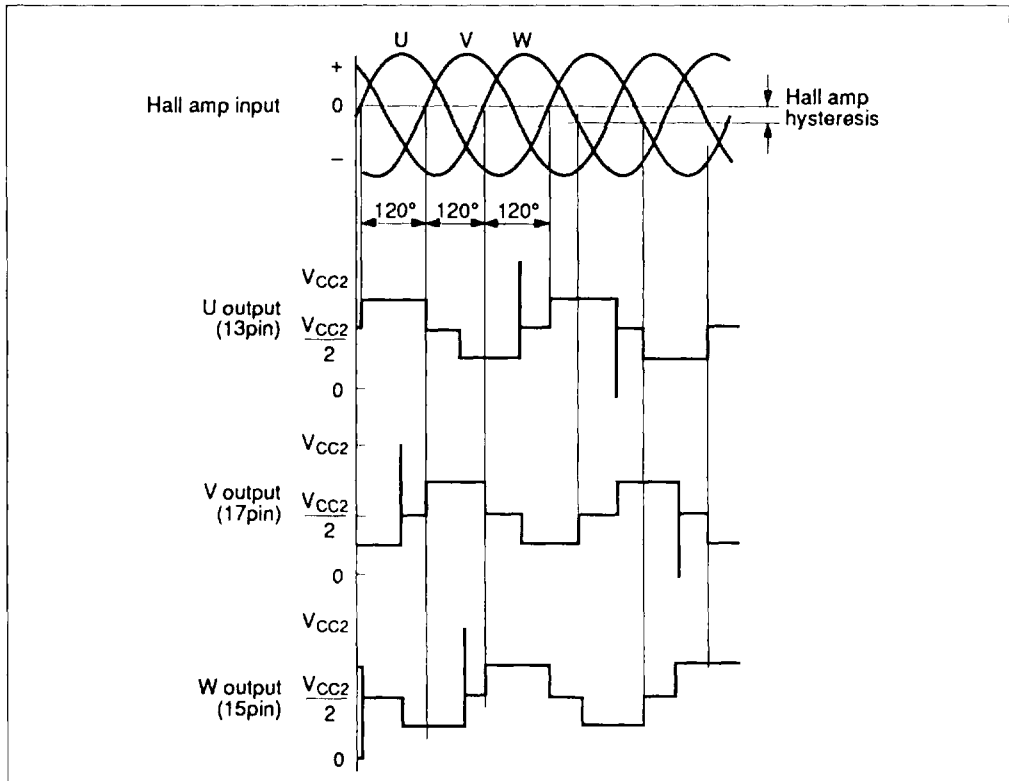 U V W
+
Hall amp input 0
−
Hall amp
hysteresis
120° 120° 120°
VCC2
U output
(13pin)
VCC2
2
0
VCC2
V output
(17pin)
VCC2
2
0
VCC2
W output
(15pin)
VCC2
2
0